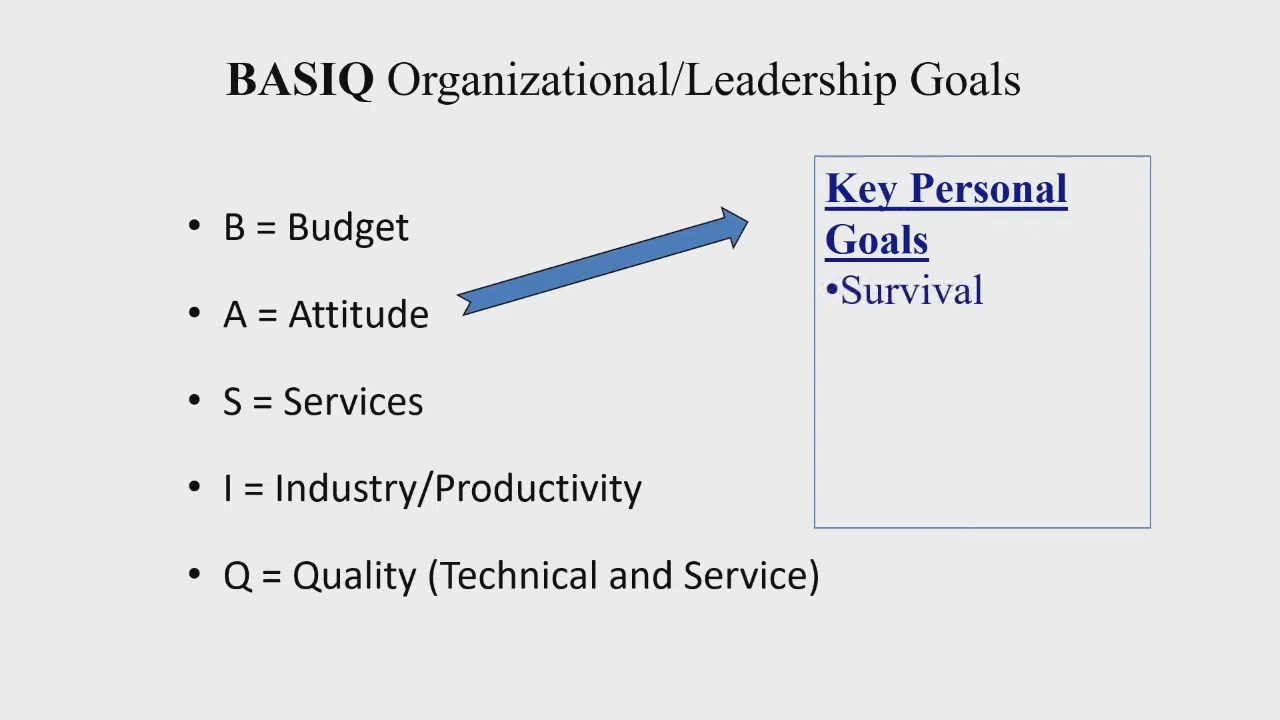 BASIQ Organizational/Leadership Goals
• B = Budget
• A = Attitude
• S = Services
• I = Industry/Productivity
• Q = Quality (Technical and Service)
Key Personal
Goals
•Survival